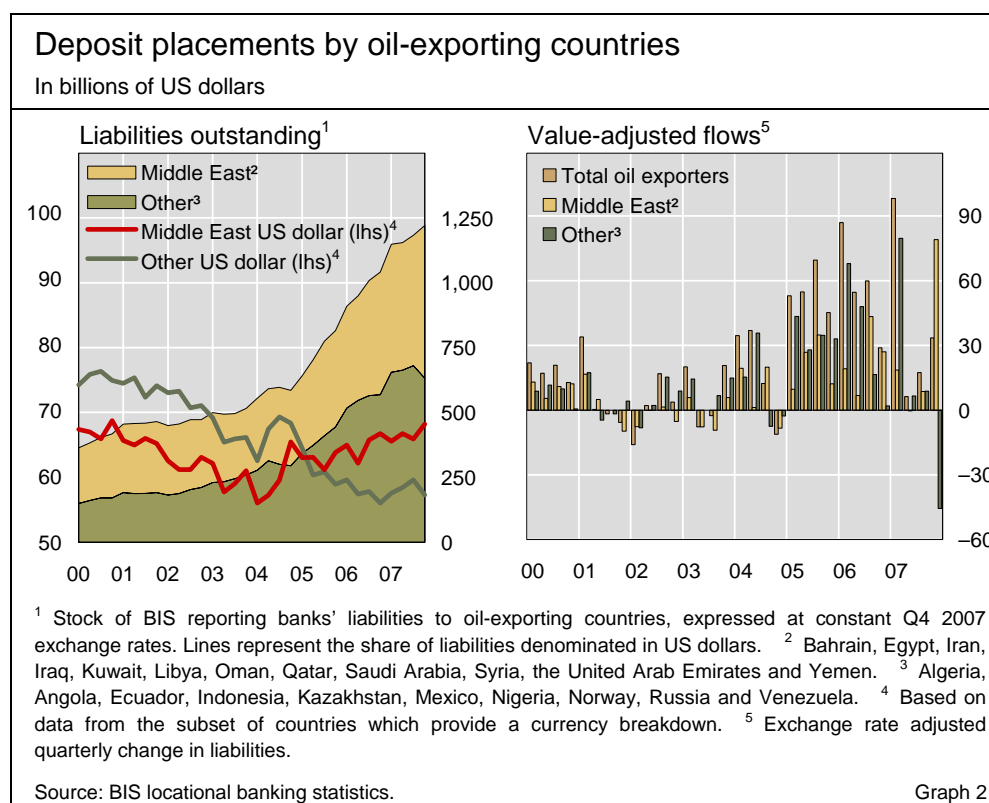 Deposit placements by oil-exporting countries
In billions of US dollars
Liabilities outstanding¹
Middle East²
Other³
Middle East US dollar (lhs)⁴
Other US dollar (lhs)⁴
100
90
80
70
60
50
1,250
1,000
750
500
250
0
00 01 02 03 04 05 06 07
Value-adjusted flows⁵
Total oil exporters
Middle East²
Other³
90
60
30
0
–30
–60
00 01 02 03 04 05 06 07
¹ Stock of BIS reporting banks’ liabilities to oil-exporting countries, expressed at constant Q4 2007
exchange rates. Lines represent the share of liabilities denominated in US dollars. ² Bahrain, Egypt, Iran,
Iraq, Kuwait, Libya, Oman, Qatar, Saudi Arabia, Syria, the United Arab Emirates and Yemen. ³ Algeria,
Angola, Ecuador, Indonesia, Kazakhstan, Mexico, Nigeria, Norway, Russia and Venezuela. ⁴ Based on
data from the subset of countries which provide a currency breakdown. ⁵ Exchange rate adjusted
quarterly change in liabilities.
Source: BIS locational banking statistics. Graph 2